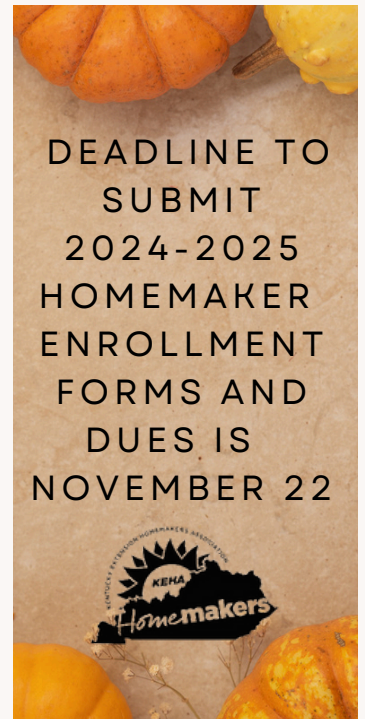 DEADLINE TO
SUBMIT
2024-2025
HOMEMAKER
ENROLLMENT
FORMS AND
DUES IS
NOVEMBER 22
KENTUCKY EXTENSION HOMEMAKERS ASSOCIATION
KEHA
Homemakers